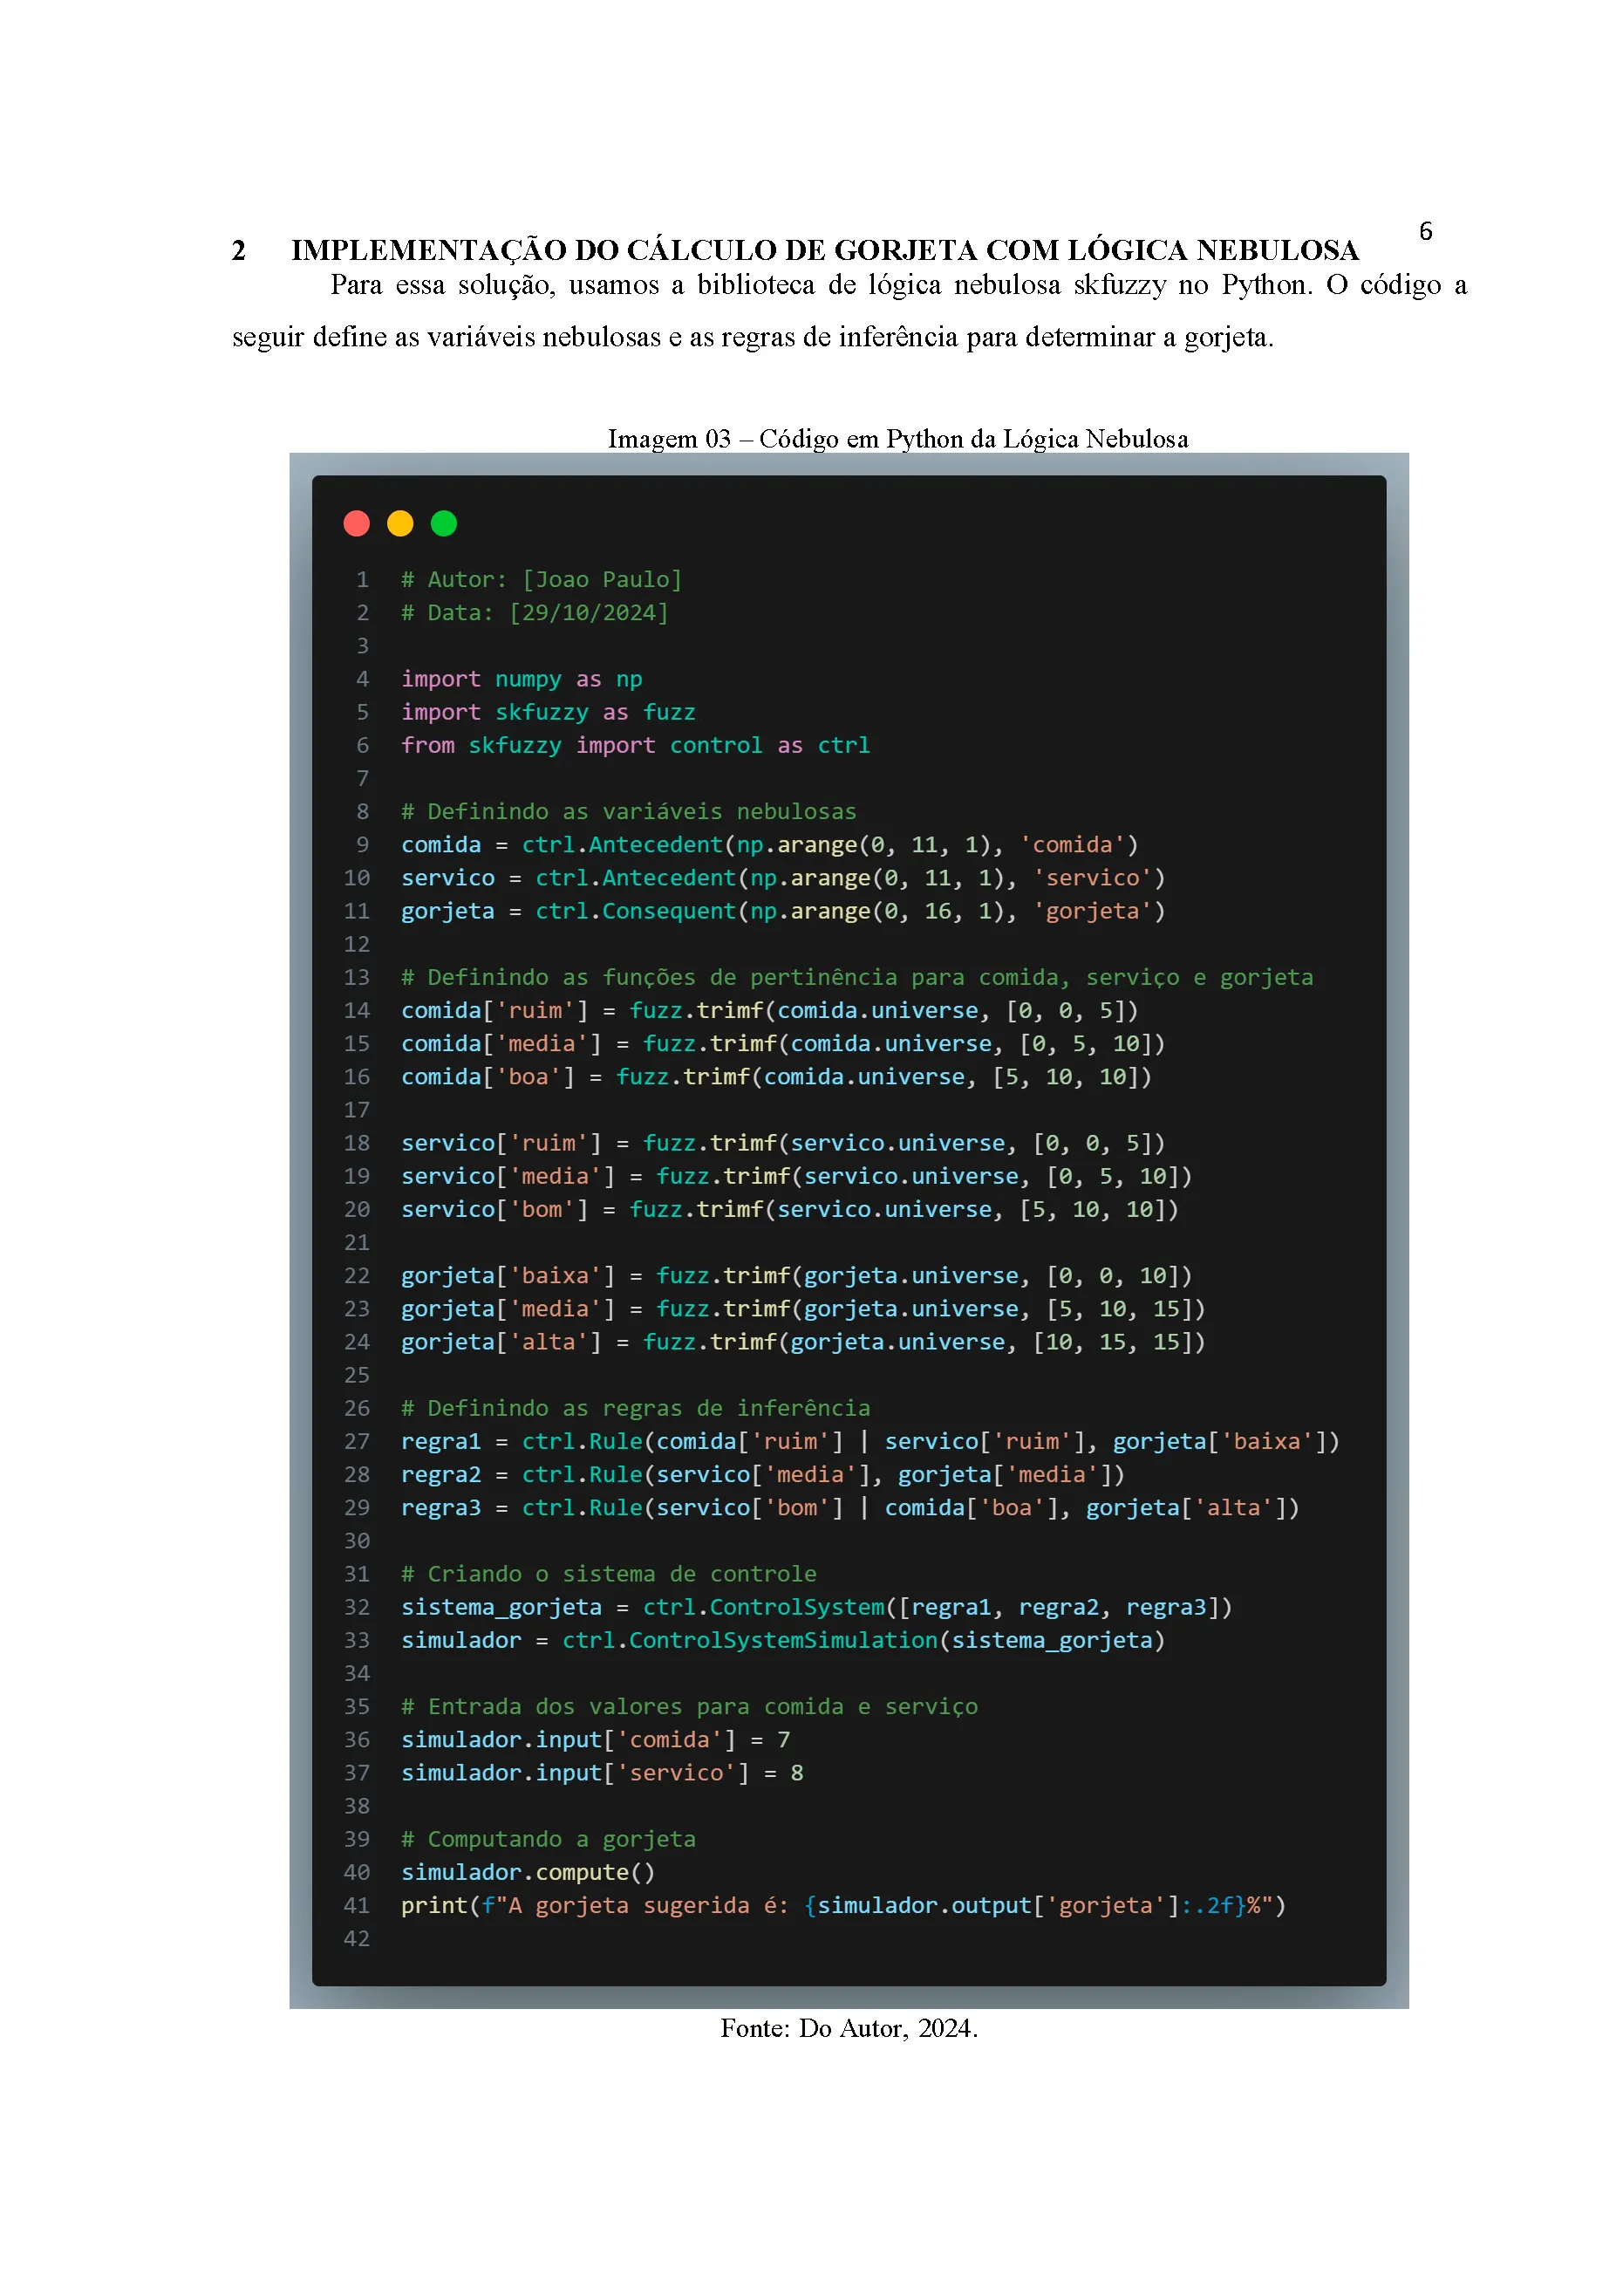 6
2 IMPLEMENTAÇÃO DO CÁLCULO DE GORJETA COM LÓGICA NEBULOSA
Para essa solução, usamos a biblioteca de lógica nebulosa skfuzzy no Python. O código a
seguir define as variáveis nebulosas e as regras de inferência para determinar a gorjeta.
Imagem 03 – Código em Python da Lógica Nebulosa
1 # Autor: [Joao Paulo]
2 # Data: [29/10/2024]
3
4 import numpy as np
5 import skfuzzy as fuzz
6 from skfuzzy import control as ctrl
7
8 # Definindo as variáveis nebulosas
9 comida = ctrl.Antecedent(np.arange(0, 11, 1), 'comida')
10 servico = ctrl.Antecedent(np.arange(0, 11, 1), 'servico')
11 gorjeta = ctrl.Consequent(np.arange(0, 16, 1), 'gorjeta')
12
13 # Definindo as funções de pertinência para comida, serviço e gorjeta
14 comida['ruim'] = fuzz.trimf(comida.universe, [0, 0, 5])
15 comida['media'] = fuzz.trimf(comida.universe, [0, 5, 10])
16 comida['boa'] = fuzz.trimf(comida.universe, [5, 10, 10])
17
18 servico['ruim'] = fuzz.trimf(servico.universe, [0, 0, 5])
19 servico['media'] = fuzz.trimf(servico.universe, [0, 5, 10])
20 servico['bom'] = fuzz.trimf(servico.universe, [5, 10, 10])
21
22 gorjeta['baixa'] = fuzz.trimf(gorjeta.universe, [0, 0, 10])
23 gorjeta['media'] = fuzz.trimf(gorjeta.universe, [5, 10, 15])
24 gorjeta['alta'] = fuzz.trimf(gorjeta.universe, [10, 15, 15])
25
26 # Definindo as regras de inferência
27 regra1 = ctrl.Rule(comida['ruim'] | servico['ruim'], gorjeta['baixa'])
28 regra2 = ctrl.Rule(servico['media'], gorjeta['media'])
29 regra3 = ctrl.Rule(servico['bom'] | comida['boa'], gorjeta['alta'])
30
31 # Criando o sistema de controle
32 sistema_gorjeta = ctrl.ControlSystem([regra1, regra2, regra3])
33 simulador = ctrl.ControlSystemSimulation(sistema_gorjeta)
34
35 # Entrada dos valores para comida e serviço
36 simulador.input['comida'] = 7
37 simulador.input['servico'] = 8
38
39 # Computando a gorjeta
40 simulador.compute()
41 print(f"A gorjeta sugerida é: {simulador.output['gorjeta']:.2f}%")
42
Fonte: Do Autor, 2024.